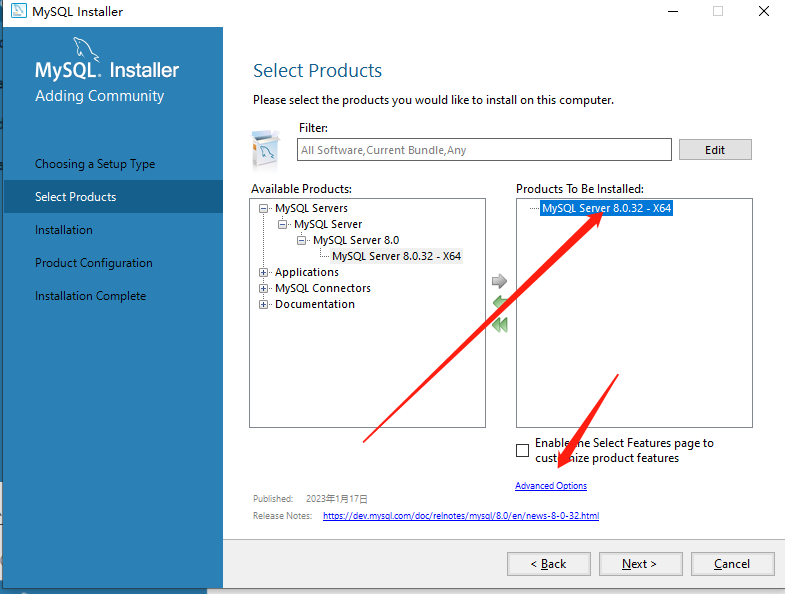 MySQL Installer
MySQL. Installer
Adding Community
Choosing a Setup Type
Select Products
Installation
Product Configuration
Installation Complete
Select Products
Please select the products you would like to install on this computer.
Filter:
All Software,Current Bundle,Any
Edit
Available Products:
MySQL Servers
MySQL Server
MySQL Server 8.0
MySQL Server 8.0.32 - X64
Applications
MySQL Connectors
Documentation
Products To Be Installed:
MySQL Server 8.0.32 - X64
Enable the Select Features page to
customize product features
Advanced Options
Published: 2023年1月17日
Release Notes: https://dev.mysql.com/doc/relnotes/mysql/8.0/en/news-8-0-32.html
< Back
Next >
Cancel